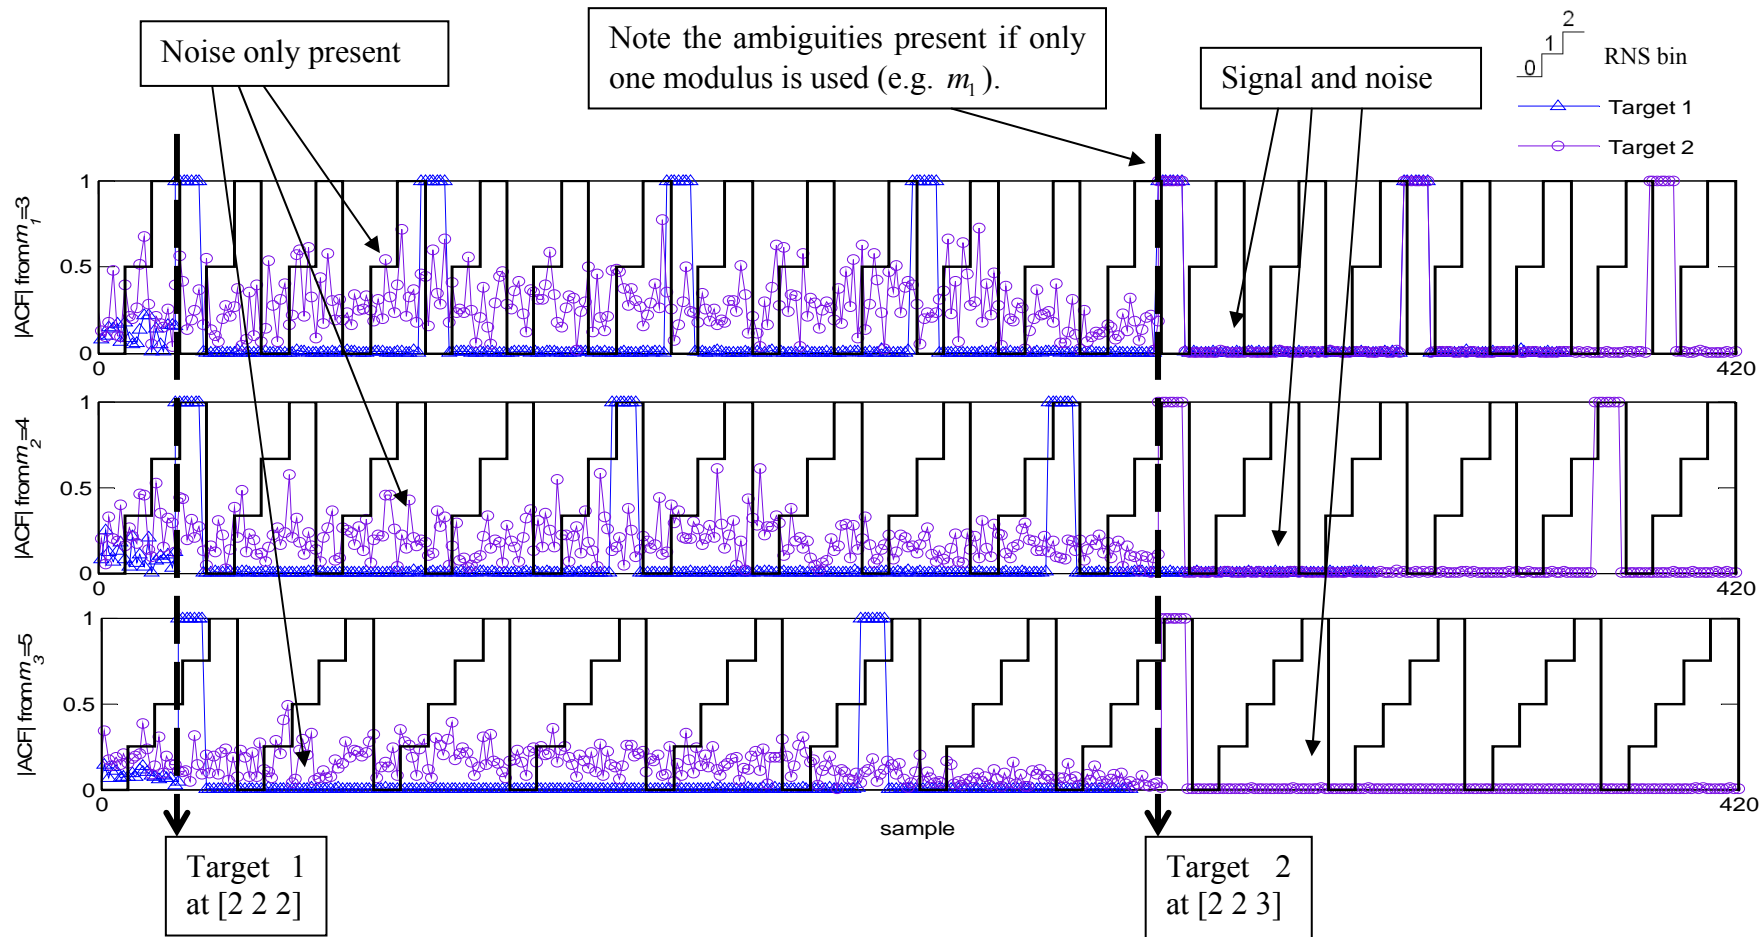 Noise only present
Note the ambiguities present if only
one modulus is used (e.g. m₁ ).
Signal and noise
0 1 2
RNS bin
Target 1
Target 2
|ACF| from m₁=3
1
0.5
0
0
420
|ACF| from m₂=4
1
0.5
0
0
420
|ACF| from m₃=5
1
0.5
0
0
420
sample
Target 1
at [2 2 2]
Target 2
at [2 2 3]